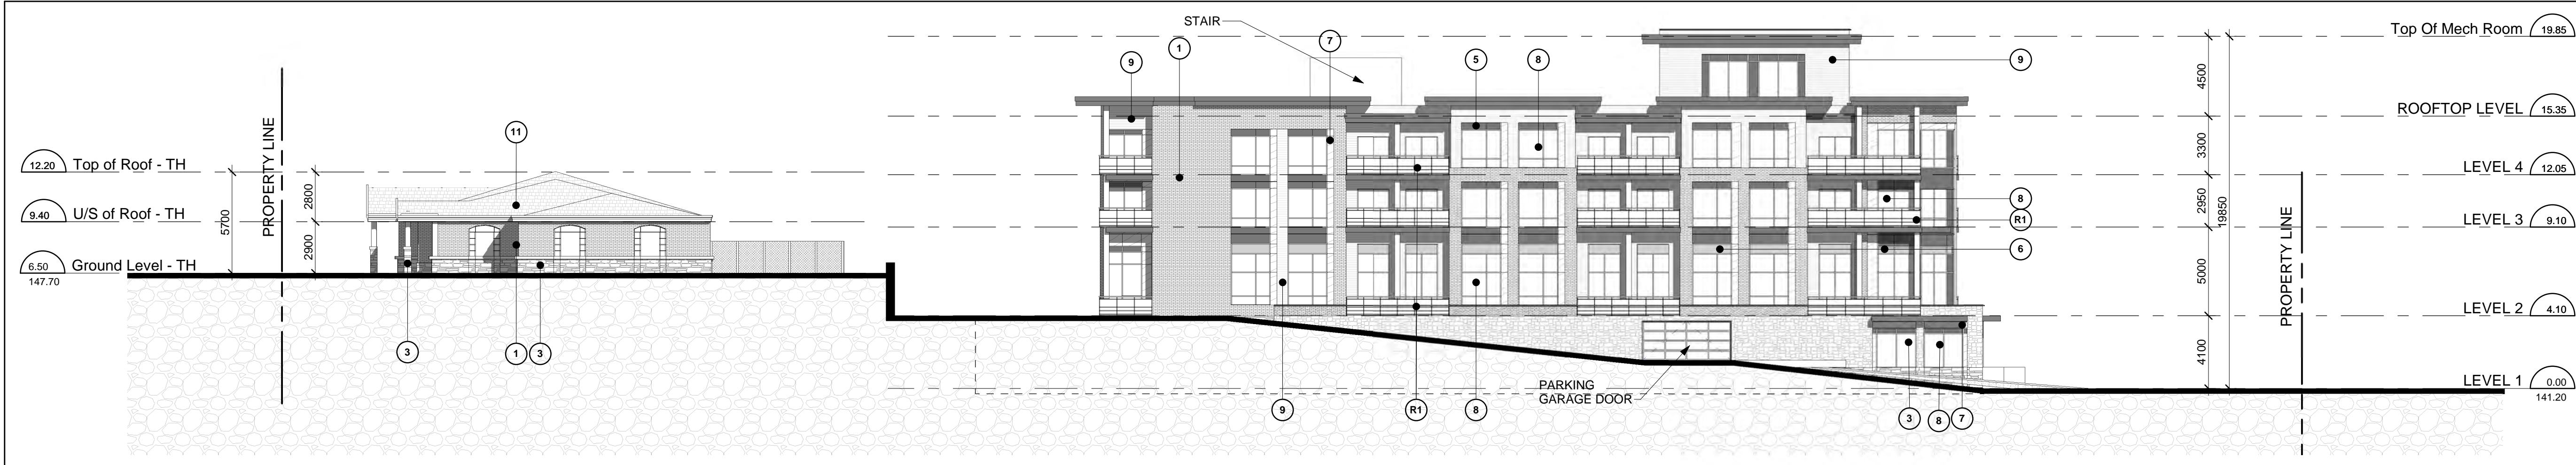 STAIR
Top Of Mech Room 19.85
7
1
9
5
8
9
4500
ROOFTOP LEVEL 15.35
PROPERTY LINE
11
3300
12.20 Top of Roof - TH
LEVEL 4 12.05
2800
5700
2950
19850
8
R1
9.40 U/S of Roof - TH
LEVEL 3 9.10
2900
6
6.50 Ground Level - TH
147.70
5000
PROPERTY LINE
LEVEL 2 4.10
3
1
3
4100
PARKING
GARAGE DOOR
LEVEL 1 0.00
141.20
9
R1
8
3
8
7